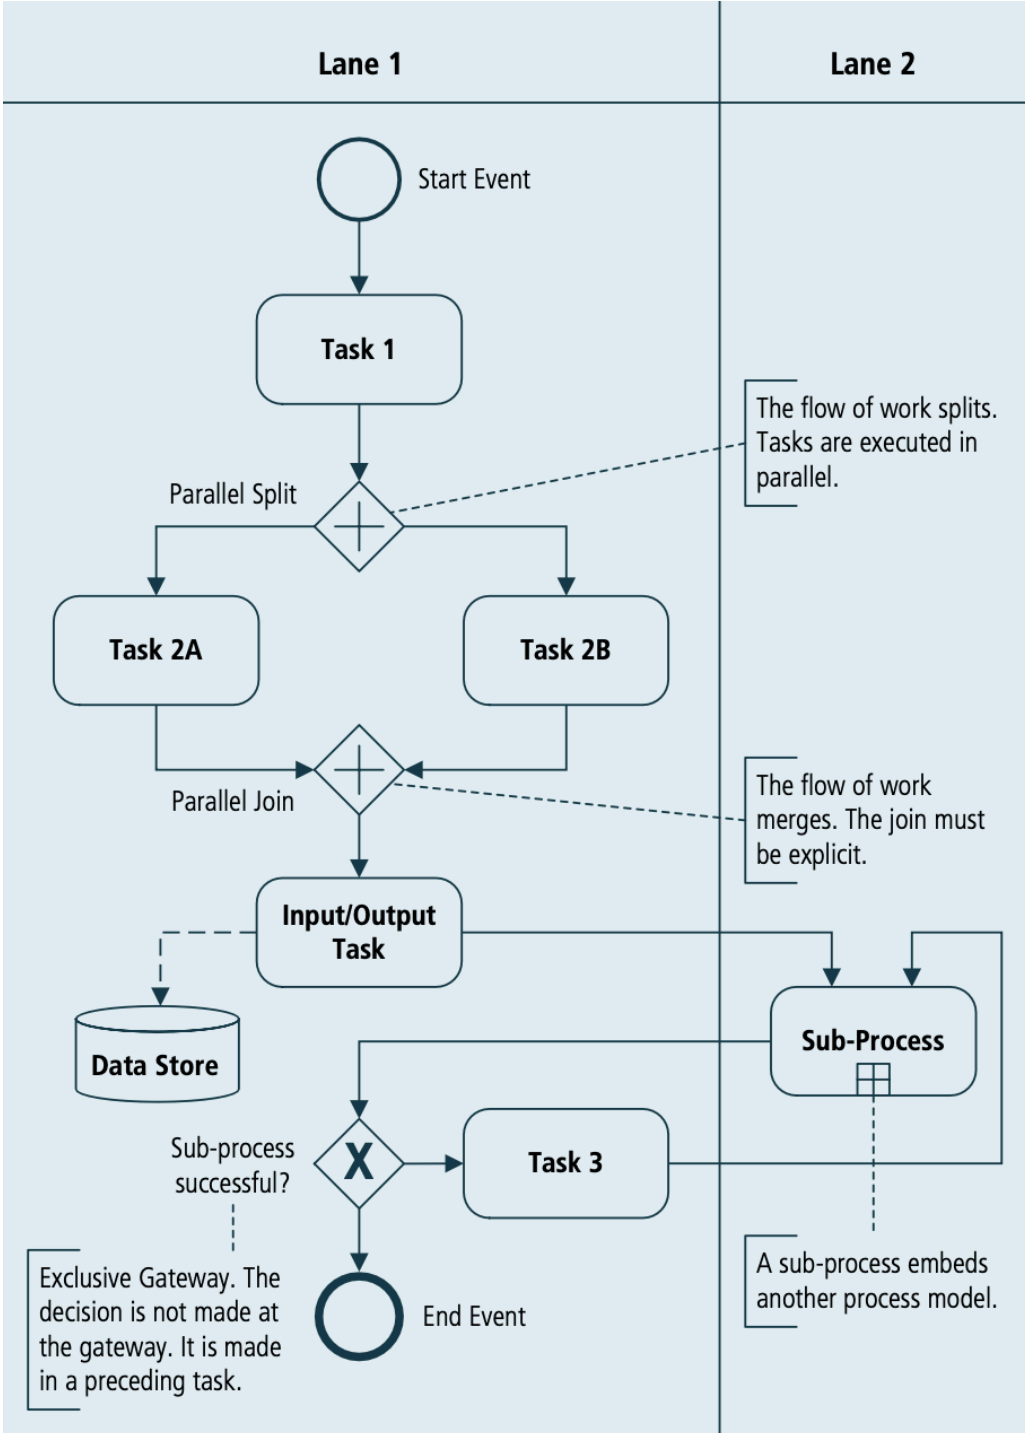 Lane 1
Lane 2
Start Event
Task 1
The flow of work splits.
Tasks are executed in
parallel.
Parallel Split
Task 2A
Task 2B
Parallel Join
The flow of work
merges. The join must
be explicit.
Input/Output
Task
Data Store
Sub-Process
Sub-process
successful?
X
Task 3
Exclusive Gateway. The
decision is not made at
the gateway. It is made
in a preceding task.
End Event
A sub-process embeds
another process model.